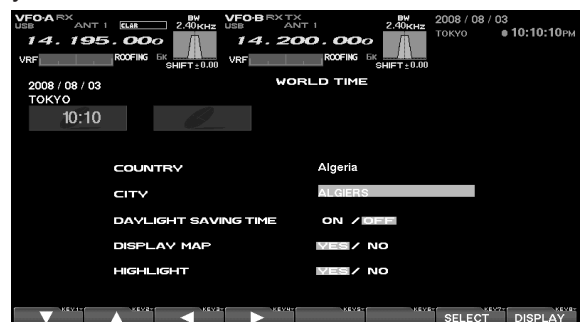 VFO-A RX VFO-B RX TX 2008 / 08 / 03
USB ANT 1 CLAR BW 2.40KHz USB ANT 1 BW 2.40KHz TOKYO 10:10:10PM
14. 195. 00o 14. 200. 00o
VRF ROOFING 6K SHIFT ±0.00 VRF ROOFING 6K SHIFT ±0.00
WORLD TIME
2008 / 08 / 03
TOKYO
10:10
COUNTRY Algeria
CITY ALGIERS
DAYLIGHT SAVING TIME ON / OFF
DISPLAY MAP YES / NO
HIGHLIGHT YES / NO
KEY1 KEY2 KEY3 KEY4 KEY5 KEY6 KEY7 KEY8
▼ ▲ ◀ ▶ SELECT DISPLAY